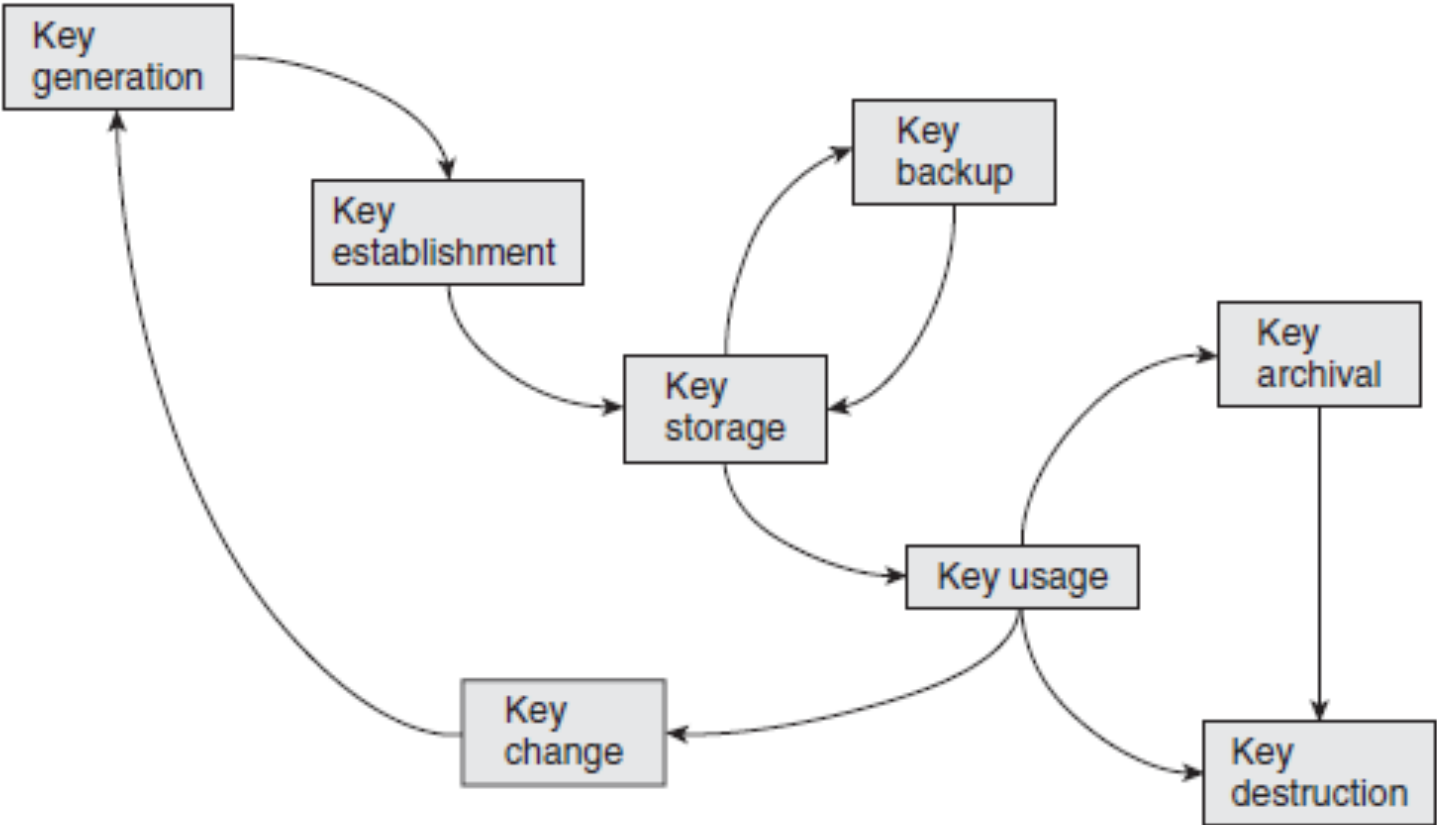 Key
generation
Key
backup
Key
establishment
Key
archival
Key
storage
Key usage
Key
change
Key
destruction